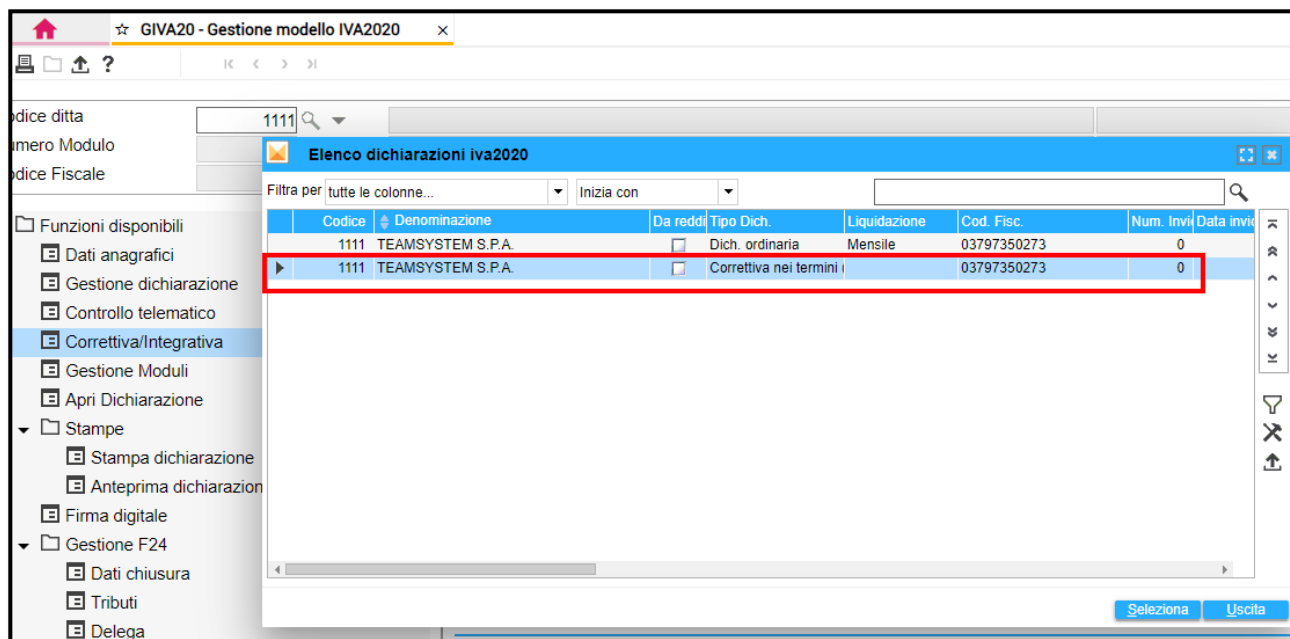 ☆ GIVA20 - Gestione modello IVA2020 ×
?
odice ditta 1111
umero Modulo
odice Fiscale
Elenco dichiarazioni iva2020
Filtra per tutte le colonne... Inizia con
Codice Denominazione Da reddi Tipo Dich. Liquidazione Cod. Fisc. Num. Invi Data invio
1111 TEAMSYSTEM S.P.A. Dich. ordinaria Mensile 03797350273 0
1111 TEAMSYSTEM S.P.A. Correttiva nei termini ( 03797350273 0
Funzioni disponibili
Dati anagrafici
Gestione dichiarazione
Controllo telematico
Correttiva/Integrativa
Gestione Moduli
Apri Dichiarazione
Stampe
Stampa dichiarazione
Anteprima dichiarazion
Firma digitale
Gestione F24
Dati chiusura
Tributi
Delega
Seleziona Uscita